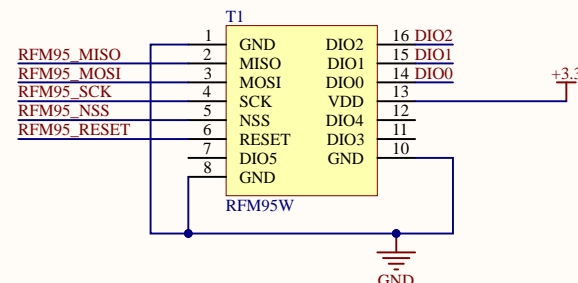 T1
1 GND DIO2 16 DIO2
RFM95_MISO 2 MISO DIO1 15 DIO1
RFM95_MOSI 3 MOSI DIO0 14 DIO0
RFM95_SCK 4 SCK VDD 13 +3.3
RFM95_NSS 5 NSS DIO4 12
RFM95_RESET 6 RESET DIO3 11
7 DIO5 GND 10
8 GND
RFM95W
GND